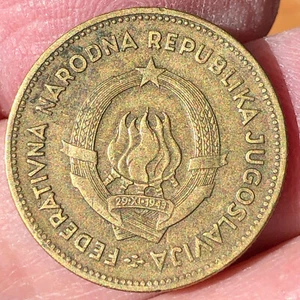 FEDERATIVNA NARODNA REPUBLIKA JUGOSLAVIJA
29·XI·1943